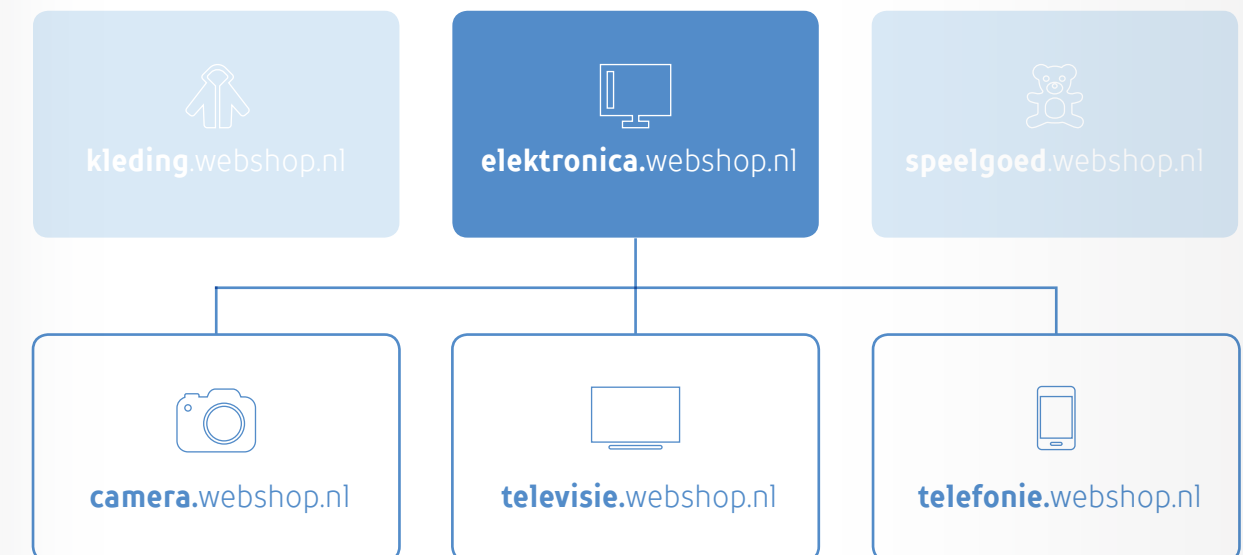 kleding.webshop.nl
elektronica.webshop.nl
speelgoed.webshop.nl
camera.webshop.nl
televisie.webshop.nl
telefonie.webshop.nl